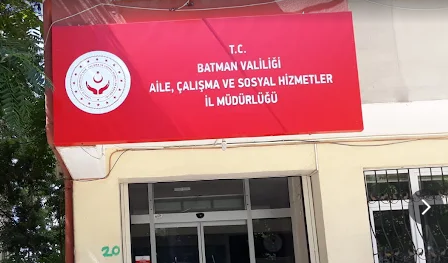 T.C.
BATMAN VALİLİĞİ
AİLE, ÇALIŞMA VE SOSYAL HİZMETLER
İL MÜDÜRLÜĞÜ
20